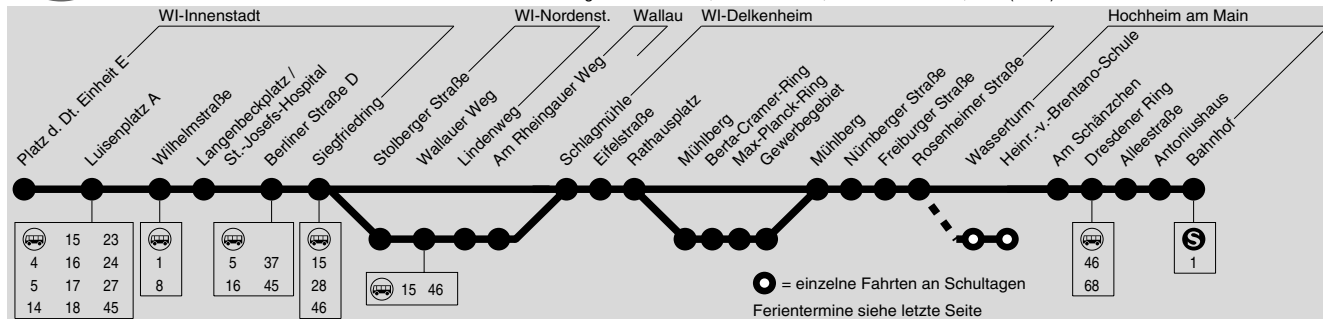 WI-Innenstadt
WI-Nordenst.
Wallau
WI-Delkenheim
Hochheim am Main
Platz d. Dt. Einheit E
Luisenplatz A
Wilhelmstraße
Langenbeckplatz /
St.-Josefs-Hospital
Berliner Straße D
Siegfriedring
Stolberger Straße
Wallauer Weg
Lindenweg
Am Rheingauer Weg
Schlagmühle
Eifelstraße
Rathausplatz
Mühlberg
Berta-Cramer-Ring
Max-Planck-Ring
Gewerbegebiet
Mühlberg
Nürnberger Straße
Freiburger Straße
Rosenheimer Straße
Wasserturm
Heinr.-v.-Brentano-Schule
Am Schänzchen
Dresdener Ring
Alleestraße
Antoniushaus
Bahnhof
15 23
4 16 24
5 17 27
14 18 45
1
8
5 37
16 45
15
28
46
15 46
46
68
S
1
= einzelne Fahrten an Schultagen
Ferientermine siehe letzte Seite